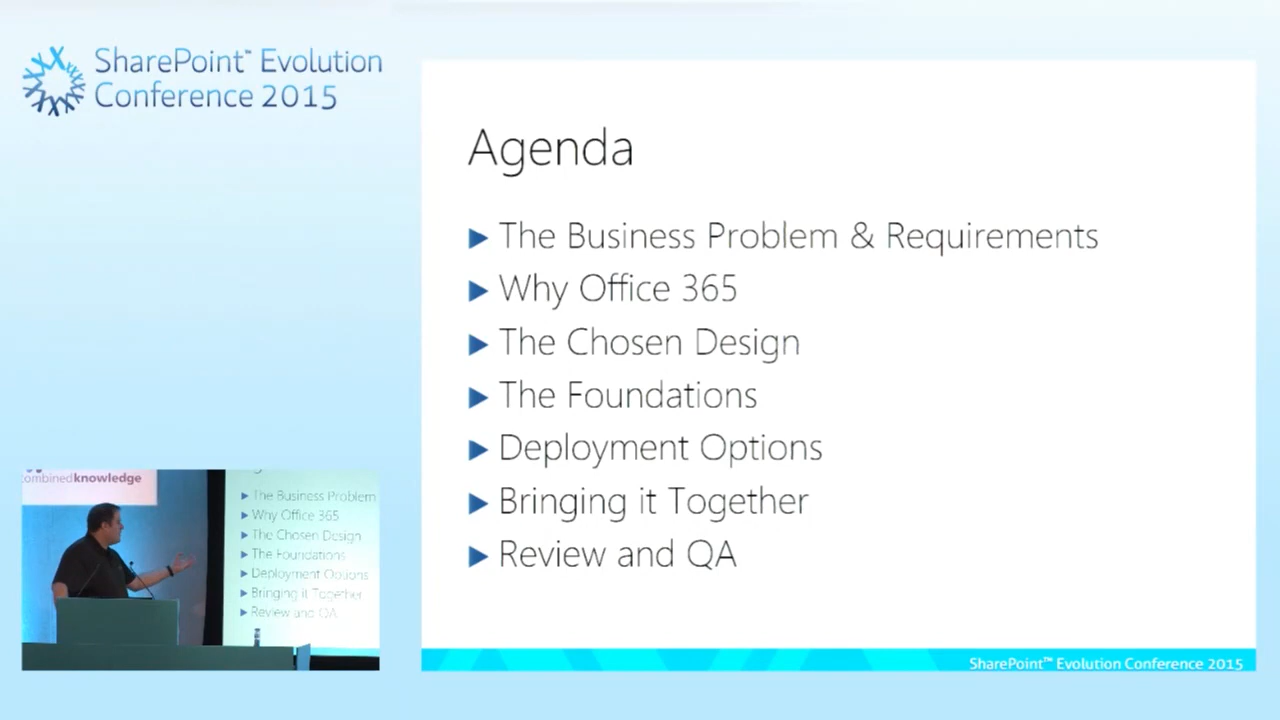 SharePoint™ Evolution
Conference 2015
Agenda
The Business Problem & Requirements
Why Office 365
The Chosen Design
The Foundations
Deployment Options
Bringing it Together
Review and QA
combinedknowledge
The Business Problem
Why Office 365
The Chosen Design
The Foundations
Deployment Options
Bringing it Together
Review and QA
SharePoint™ Evolution Conference 2015